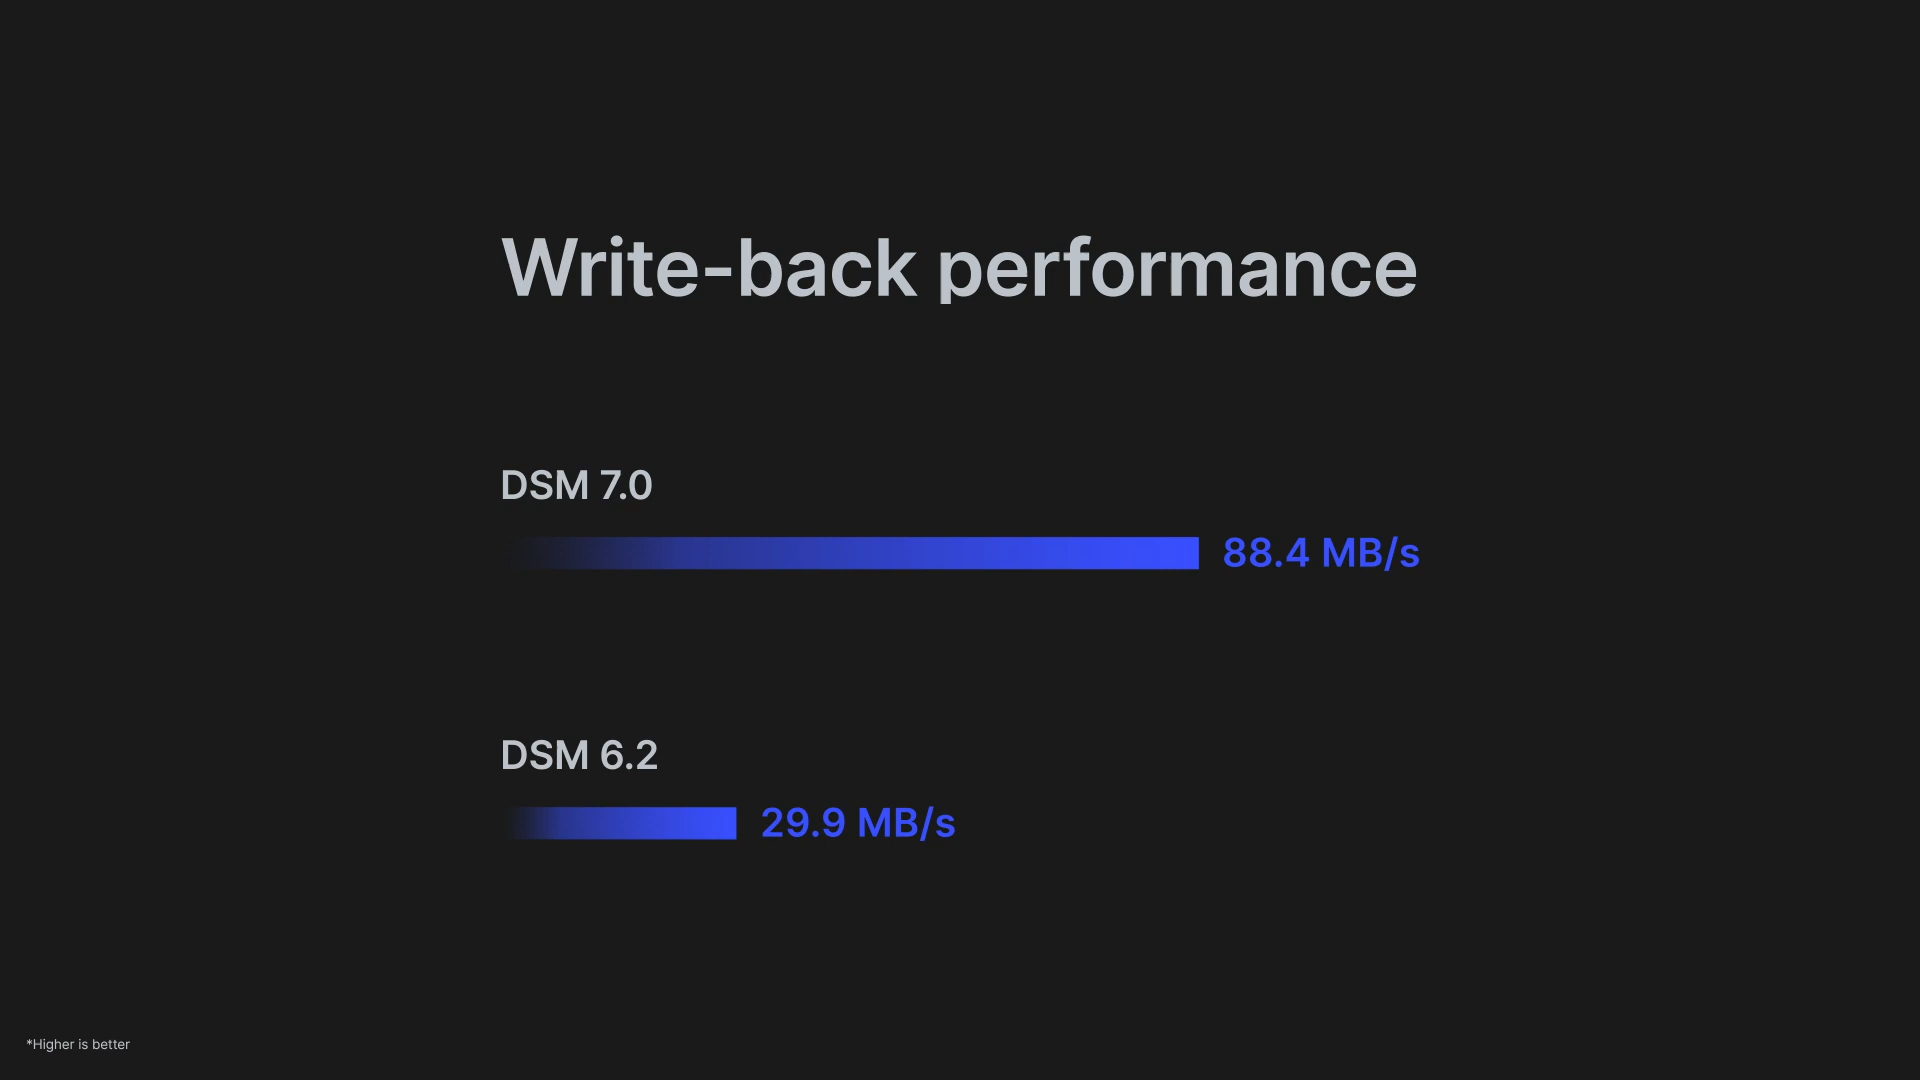 Write-back performance
DSM 7.0
88.4 MB/s
DSM 6.2
29.9 MB/s
*Higher is better